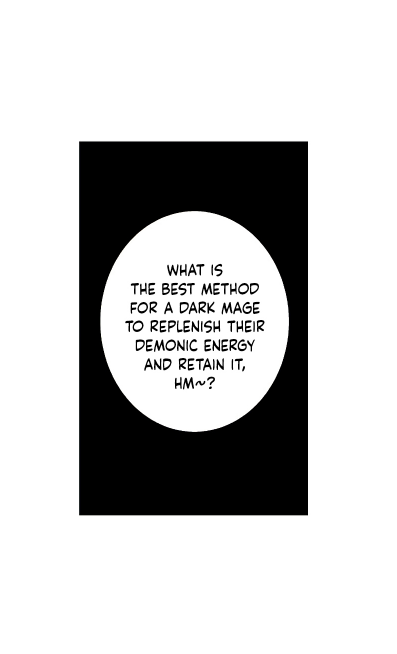 WHAT IS
THE BEST METHOD
FOR A DARK MAGE
TO REPLENISH THEIR
DEMONIC ENERGY
AND RETAIN IT,
HM~?